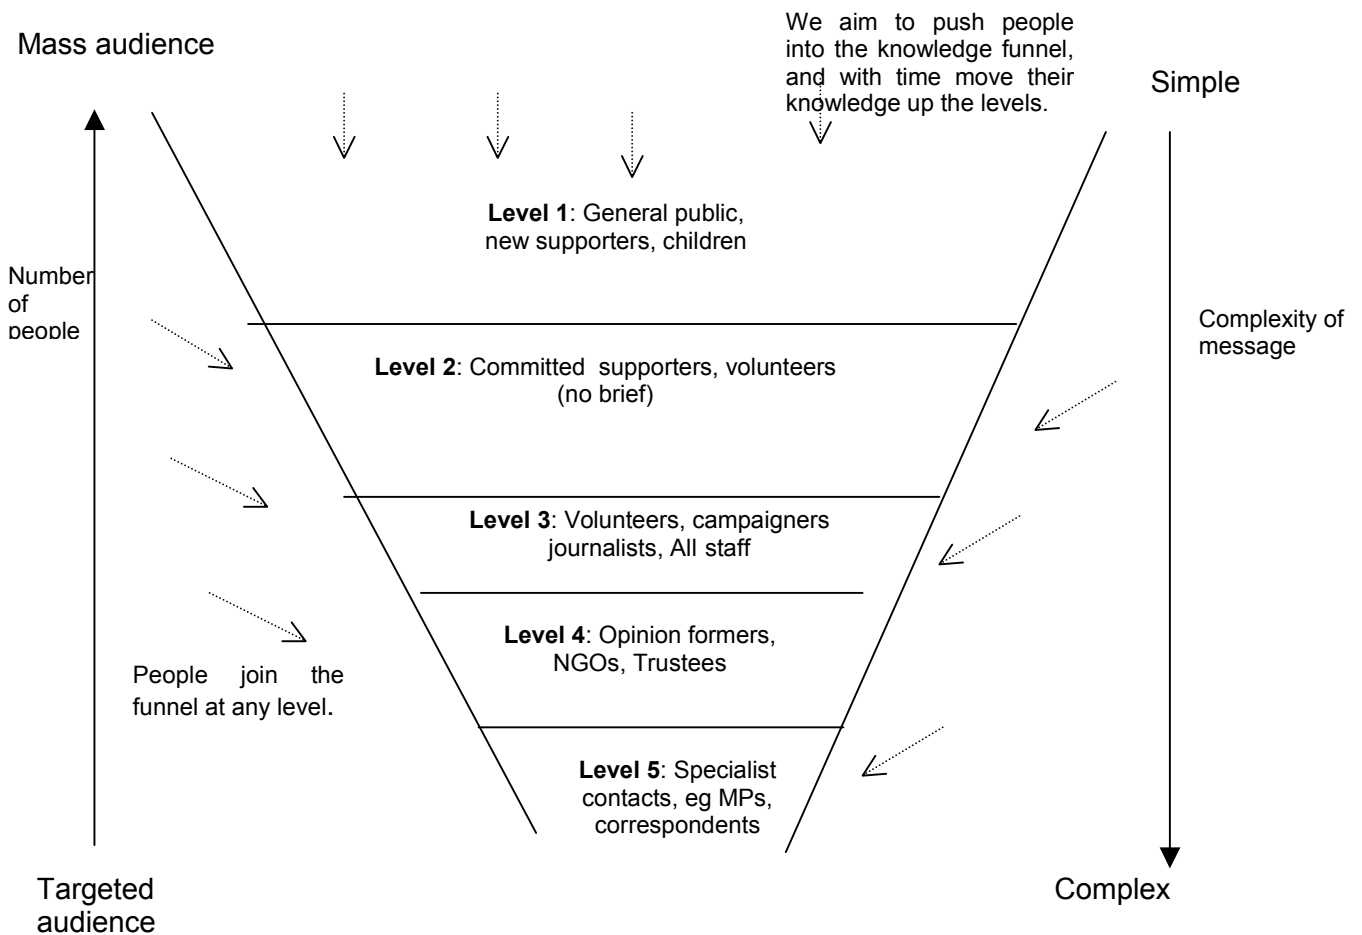 Mass audience
We aim to push people
into the knowledge funnel,
and with time move their
knowledge up the levels.
Simple
Level 1: General public,
new supporters, children
Number
of
people
Complexity of
message
Level 2: Committed supporters, volunteers
(no brief)
Level 3: Volunteers, campaigners
journalists, All staff
Level 4: Opinion formers,
NGOs, Trustees
People join the
funnel at any level.
Level 5: Specialist
contacts, eg MPs,
correspondents
Targeted
audience
Complex